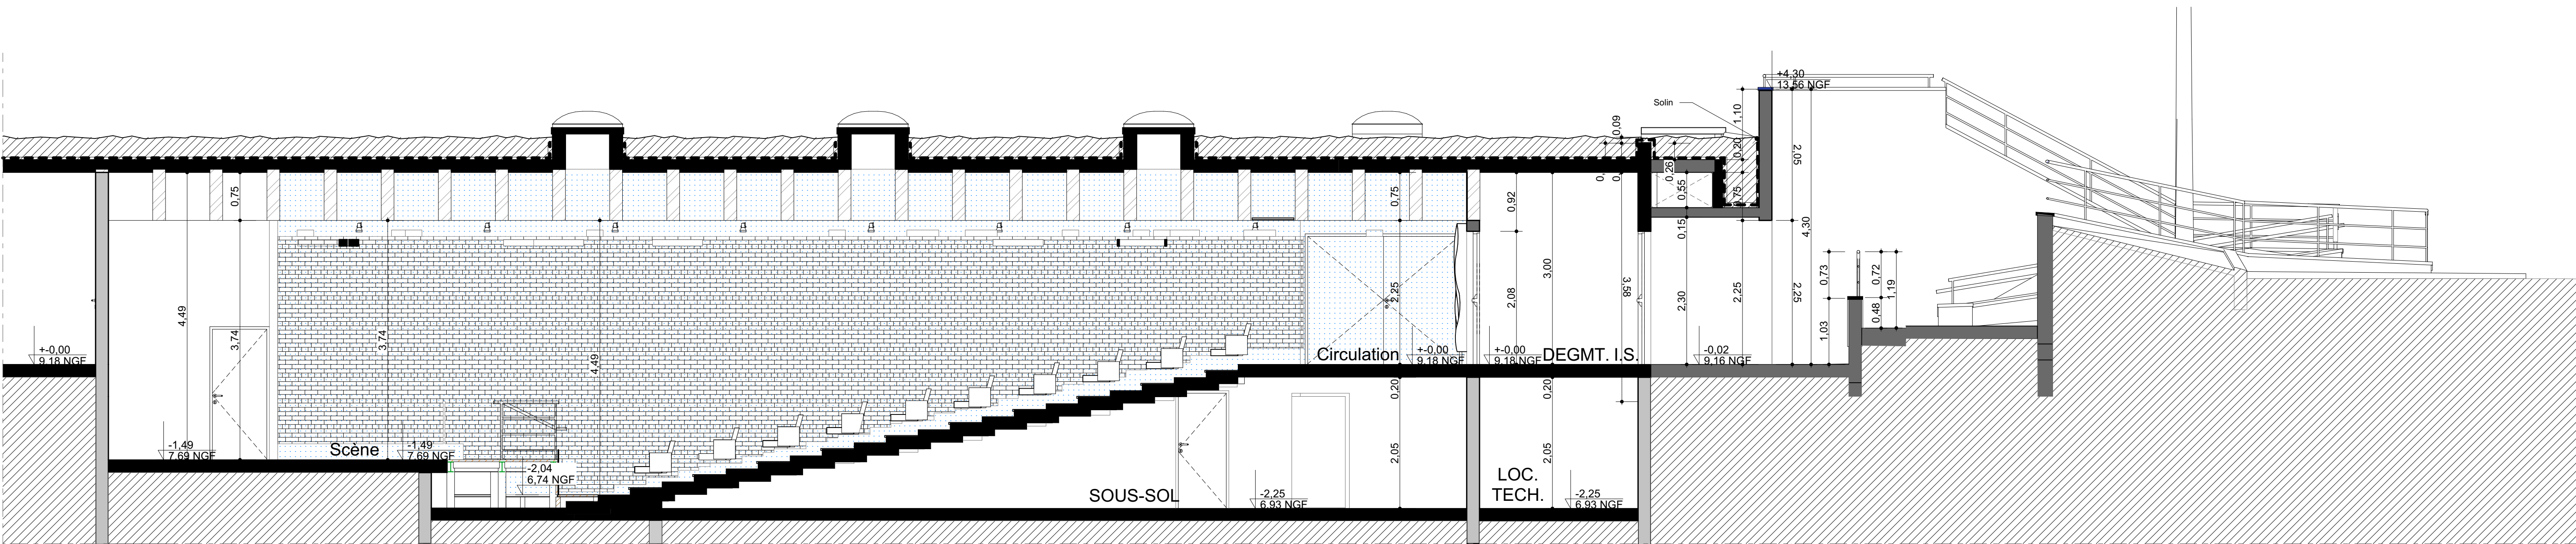 +4,30
13,56 NGF
Solin
1,10
0,09
0,20
2,05
0,26
0,55
0,75
0,75
0,75
0,92
0,15
4,30
4,49
3,74
3,74
4,49
2,25
2,08
3,00
3,58
2,30
2,25
2,25
0,73
0,72
1,19
0,48
1,03
+-0,00
9,18 NGF
Circulation
+-0,00
9,18 NGF
+-0,00
9,18 NGF
DEGMT. I.S.
-0,02
9,16 NGF
0,20
0,20
-1,49
7,69 NGF
Scène
-1,49
7,69 NGF
-2,04
6,74 NGF
2,05
2,05
SOUS-SOL
-2,25
6,93 NGF
LOC.
TECH.
-2,25
6,93 NGF